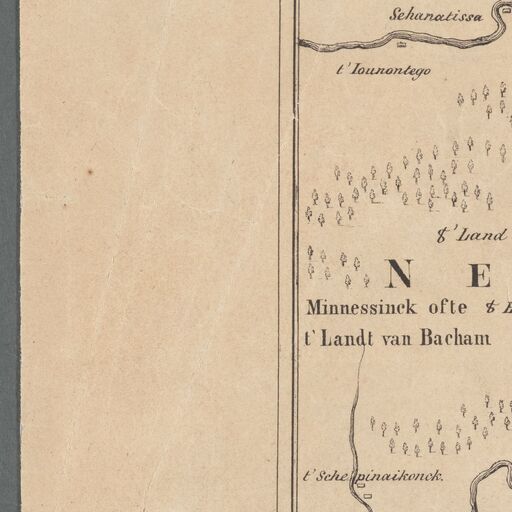 Sehanatissa
t'Iounontego
&'Land
N E
Minnessinck ofte &
t' Landt van Bacham
t'Schepinaikonck.